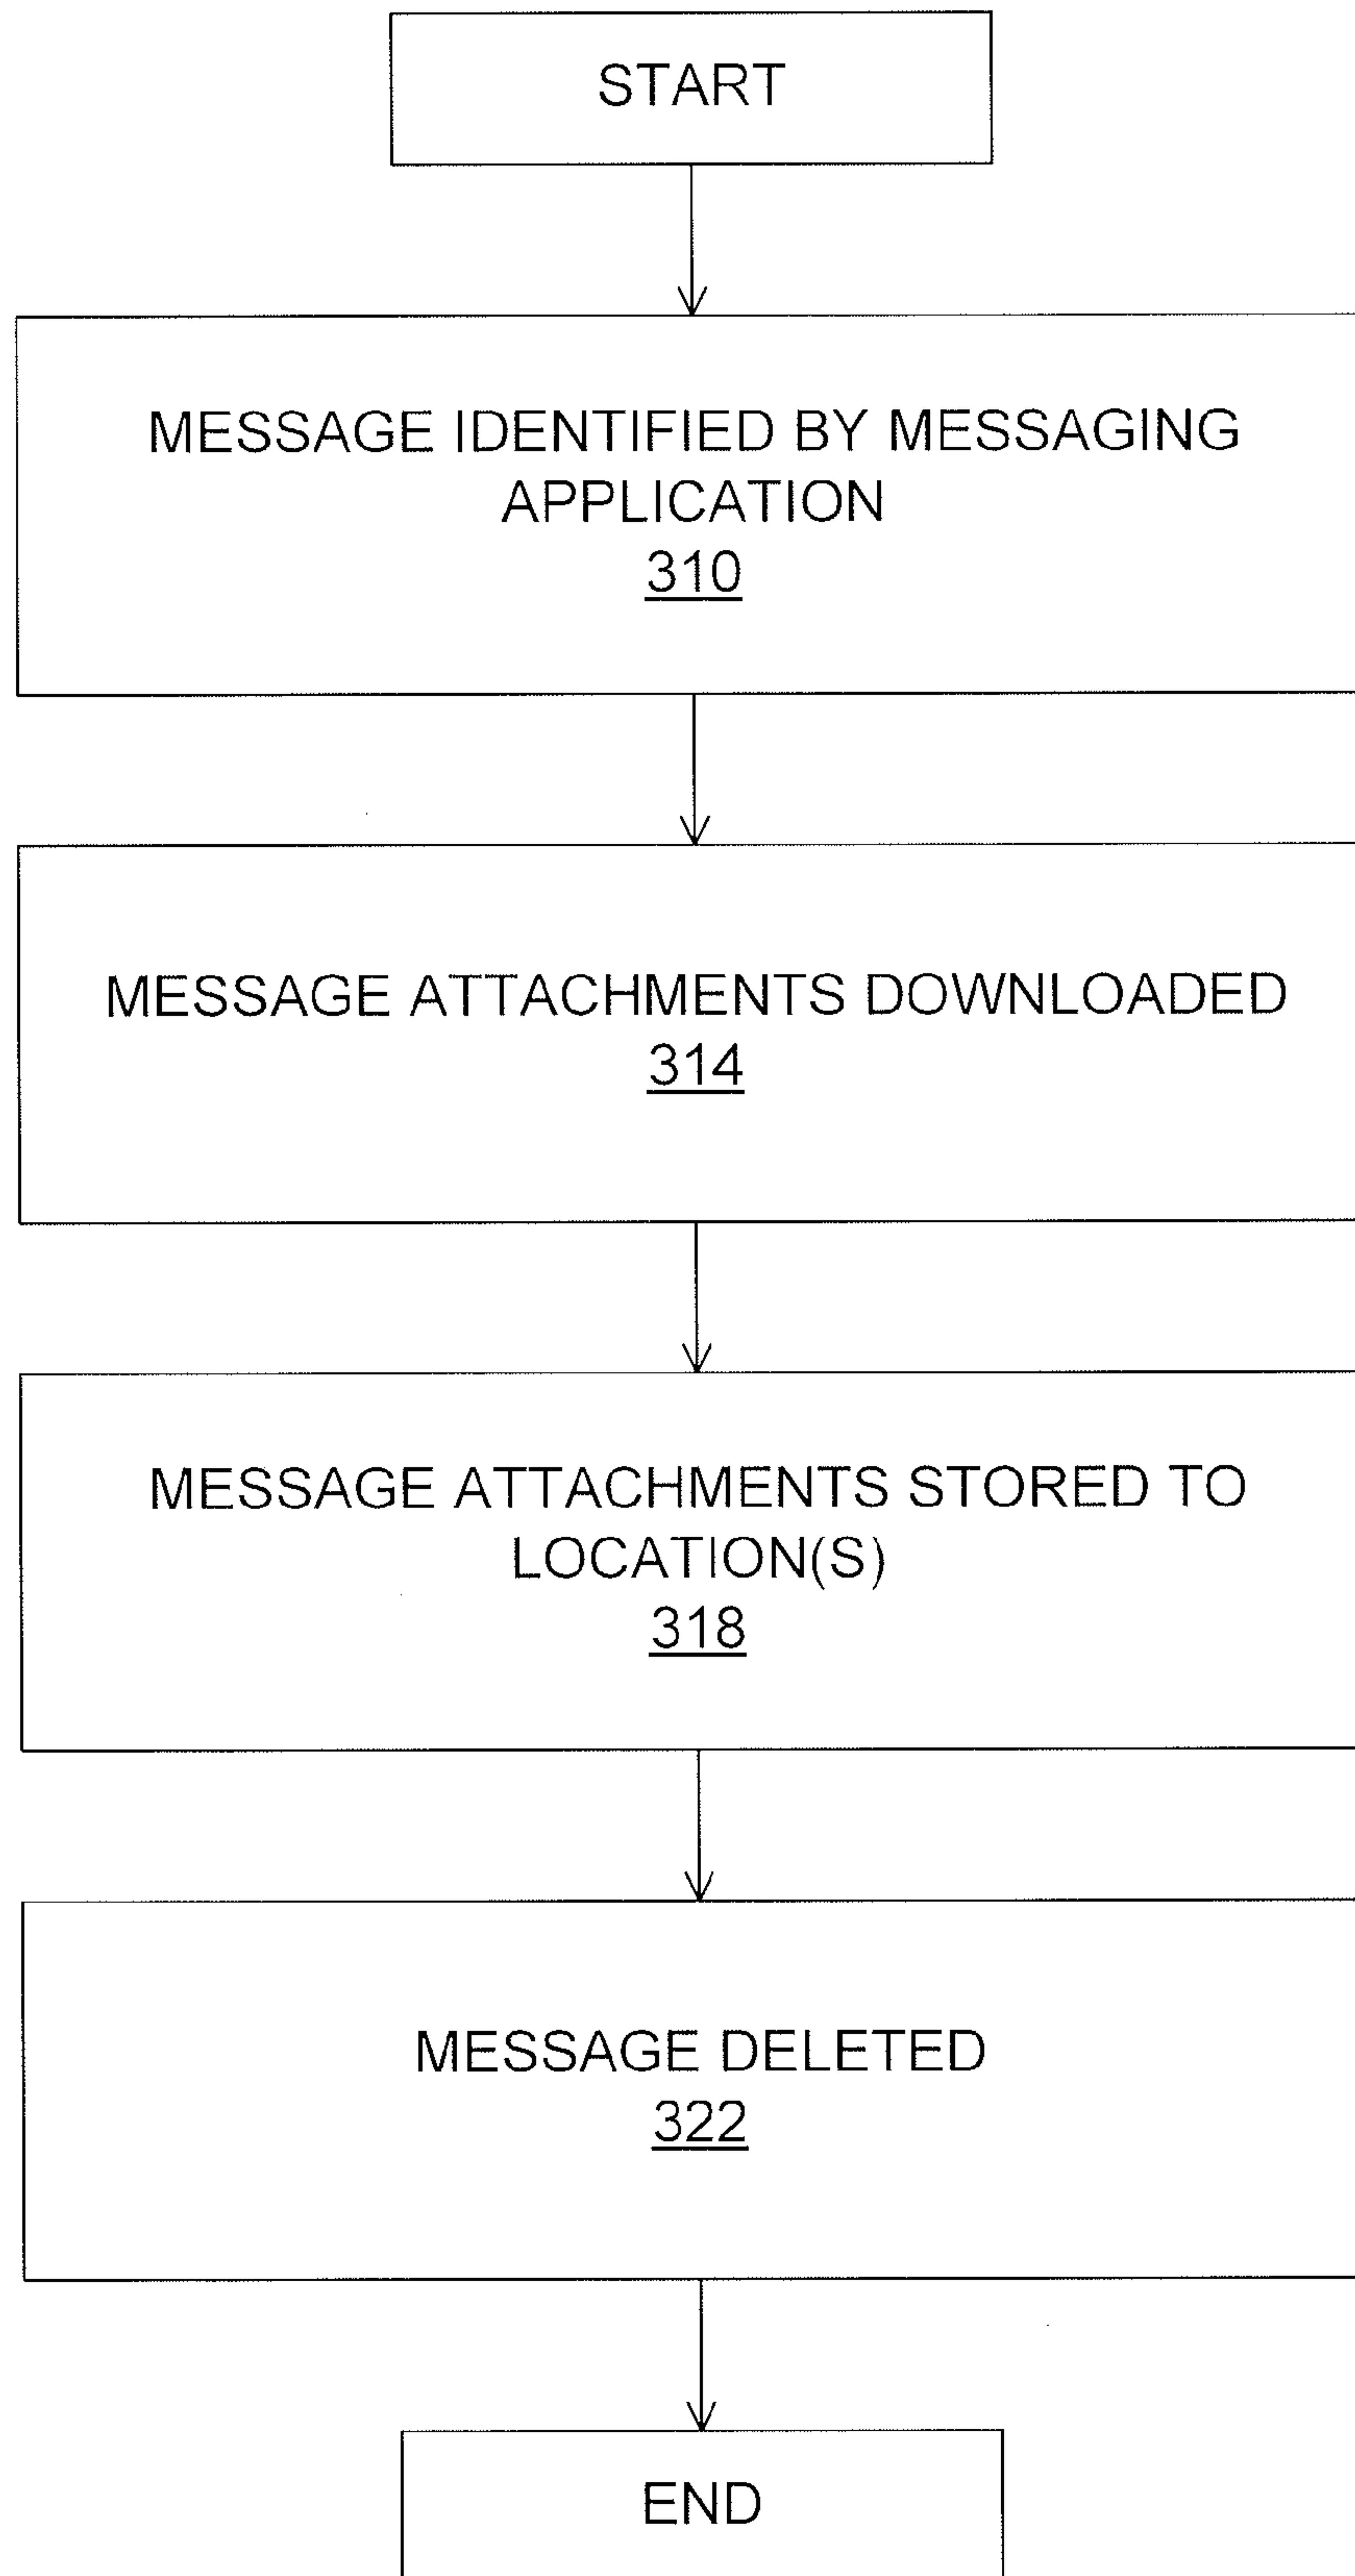 START
MESSAGE IDENTIFIED BY MESSAGING
APPLICATION
310
MESSAGE ATTACHMENTS DOWNLOADED
314
MESSAGE ATTACHMENTS STORED TO
LOCATION(S)
318
MESSAGE DELETED
322
END